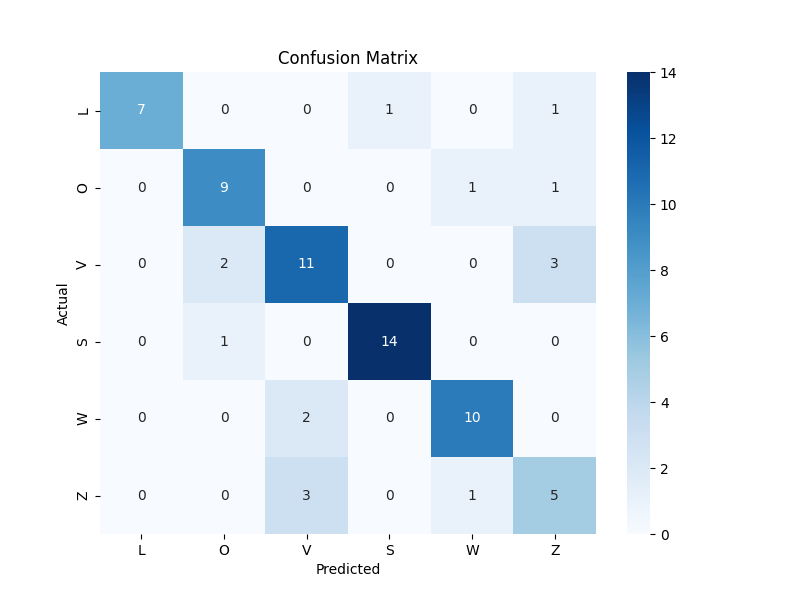 Confusion Matrix
Actual
L 7 0 0 1 0 1
O 0 9 0 0 1 1
V 0 2 11 0 0 3
S 0 1 0 14 0 0
W 0 0 2 0 10 0
Z 0 0 3 0 1 5
L O V S W Z
Predicted
14
12
10
8
6
4
2
0